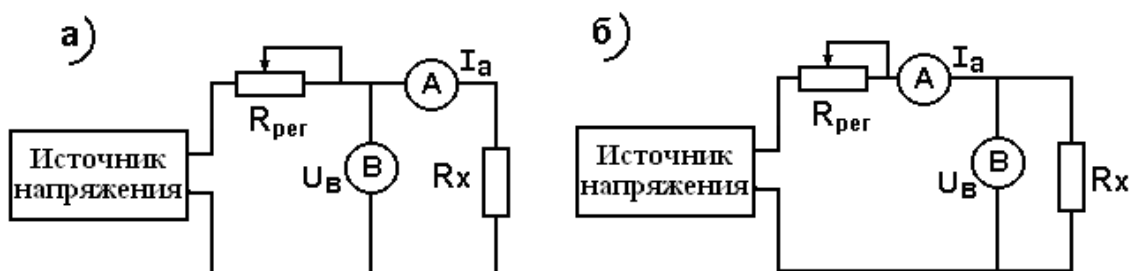 а)
Rрег
A
Iа
Источник
напряжения
Uв
В
Rx
б)
Rрег
A
Iа
Источник
напряжения
Uв
В
Rx